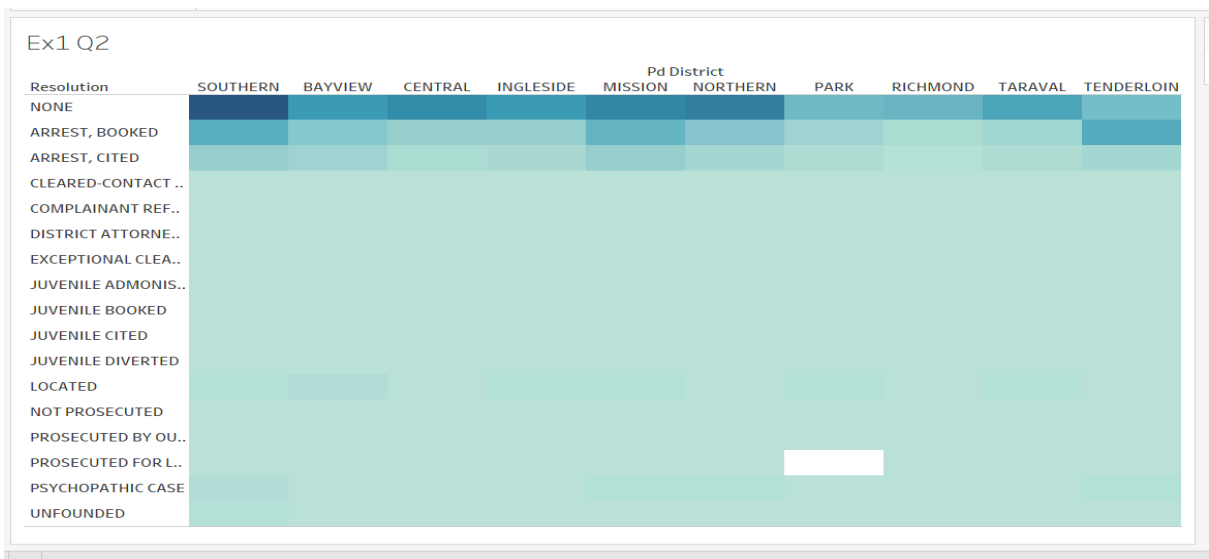 Ex1 Q2
Pd District
Resolution SOUTHERN BAYVIEW CENTRAL INGLESIDE MISSION NORTHERN PARK RICHMOND TARAVAL TENDERLOIN
NONE
ARREST, BOOKED
ARREST, CITED
CLEARED-CONTACT ..
COMPLAINANT REF..
DISTRICT ATTORNE..
EXCEPTIONAL CLEA..
JUVENILE ADMONIS..
JUVENILE BOOKED
JUVENILE CITED
JUVENILE DIVERTED
LOCATED
NOT PROSECUTED
PROSECUTED BY OU..
PROSECUTED FOR L..
PSYCHOPATHIC CASE
UNFOUNDED